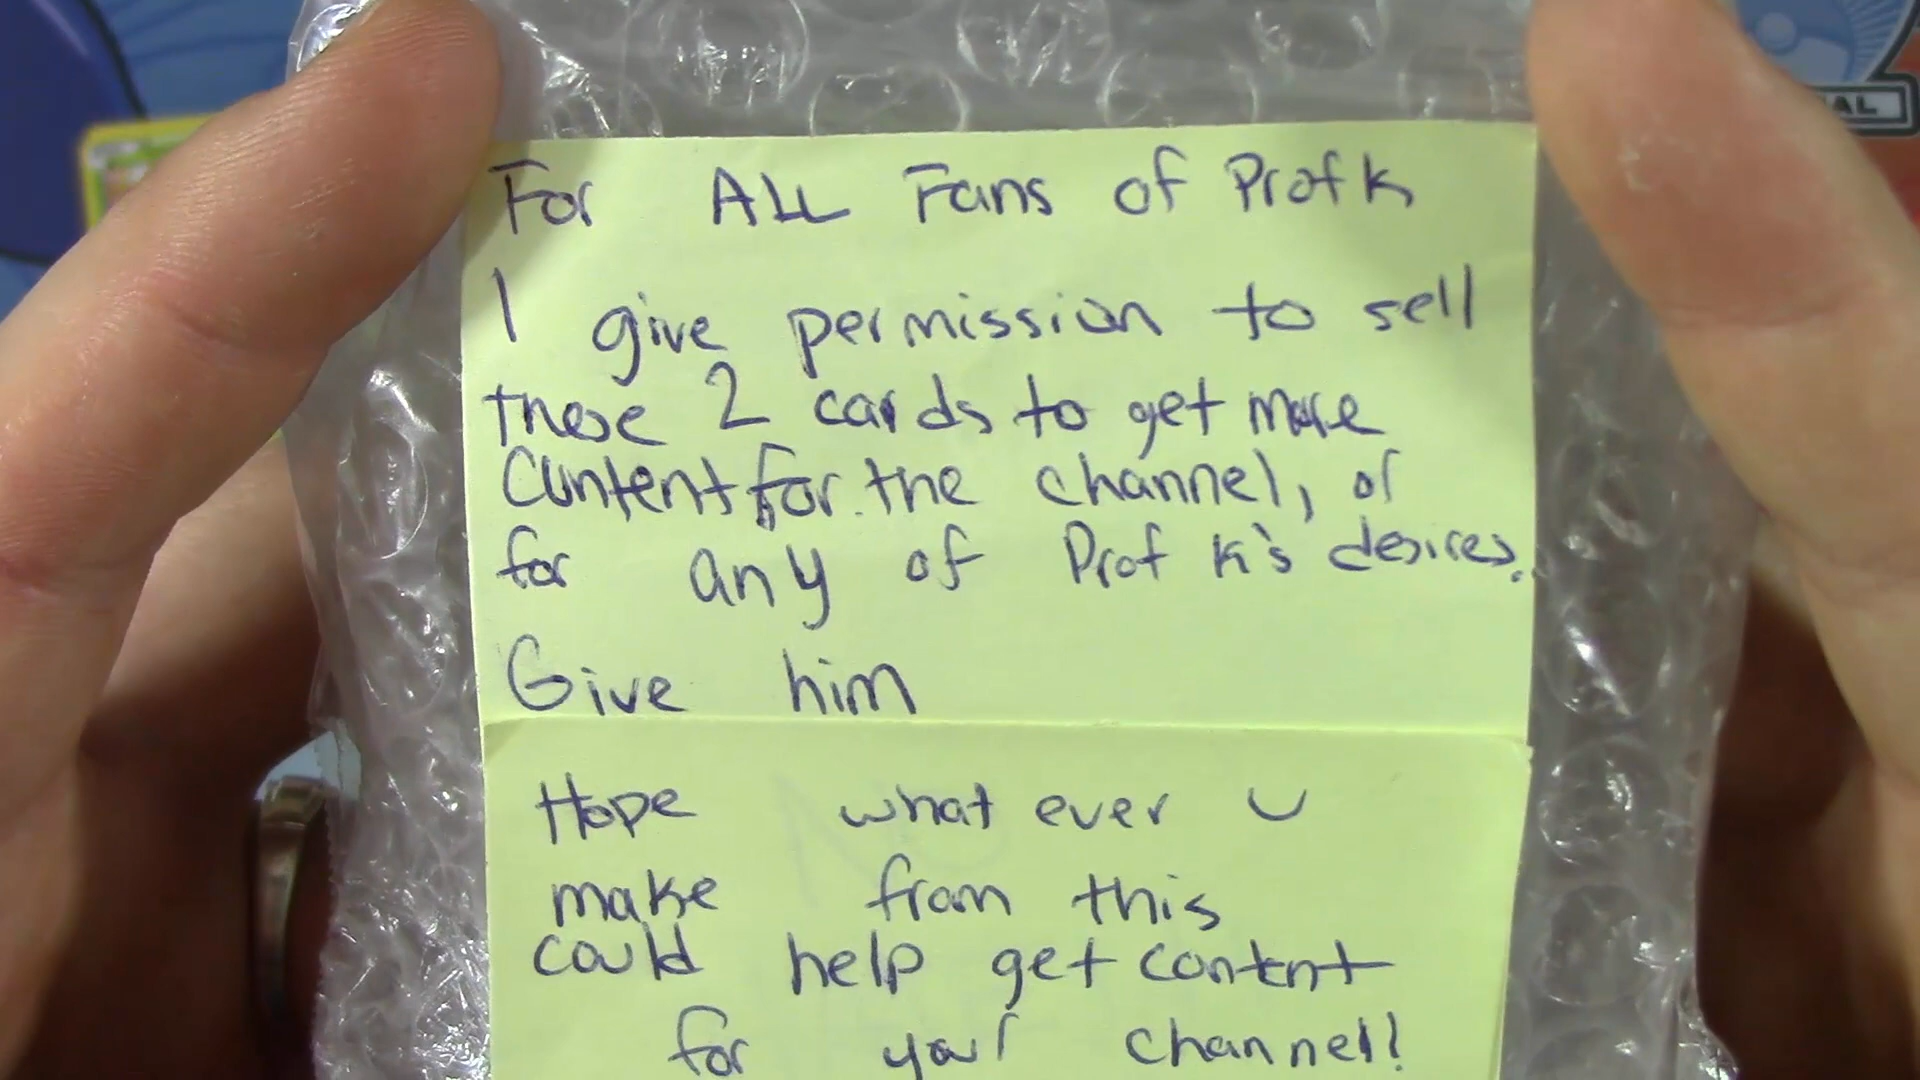 AL
For ALL Fans of Prof K
I give permission to sell
these 2 cards to get more
Content for the channel, or
for any of Prof K's desires.
Give him
Hope what ever U
make from this
could help get content
for your channel!